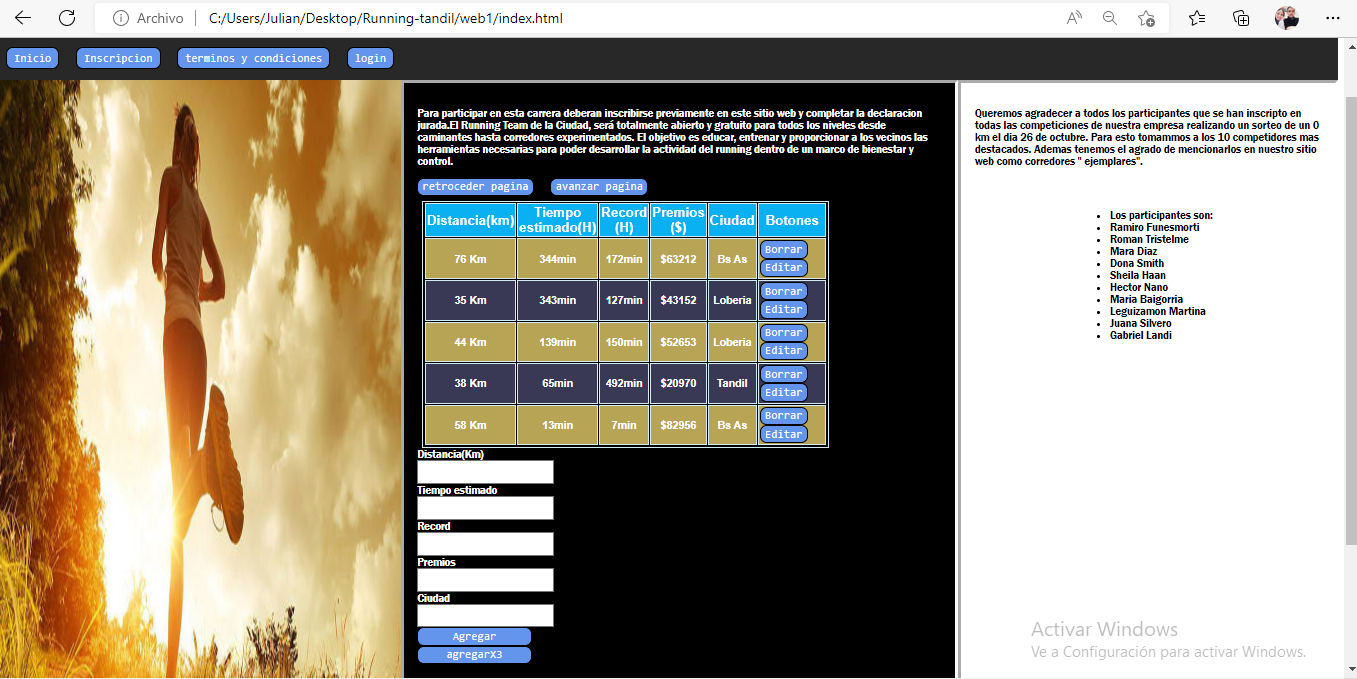 Archivo C:/Users/Julian/Desktop/Running-tandil/web1/index.html
Inicio Inscripcion terminos y condiciones login
Para participar en esta carrera deberan inscribirse previamente en este sitio web y completar la declaracion
jurada.El Running Team de la Ciudad, será totalmente abierto y gratuito para todos los niveles desde
caminantes hasta corredores experimentados. El objetivo es educar, entrenar y proporcionar a los vecinos las
herramientas necesarias para poder desarrollar la actividad del running dentro de un marco de bienestar y
control.
retroceder pagina avanzar pagina
Distancia(km) Tiempo estimado(H) Record (H) Premios ($) Ciudad Botones
76 Km 344min 172min $63212 Bs As Borrar Editar
35 Km 343min 127min $43152 Loberia Borrar Editar
44 Km 139min 150min $52653 Loberia Borrar Editar
38 Km 65min 492min $20970 Tandil Borrar Editar
58 Km 13min 7min $82956 Bs As Borrar Editar
Distancia(Km)
Tiempo estimado
Record
Premios
Ciudad
Agregar
agregarX3
Queremos agradecer a todos los participantes que se han inscripto en
todas las competiciones de nuestra empresa realizando un sorteo de un 0
km el dia 26 de octubre. Para esto tomammos a los 10 competidores mas
destacados. Ademas tenemos el agrado de mencionarlos en nuestro sitio
web como corredores " ejemplares".
Los participantes son:
Ramiro Funesmorti
Roman Tristelme
Mara Diaz
Dona Smith
Sheila Haan
Hector Nano
Maria Baigorria
Leguizamon Martina
Juana Silvero
Gabriel Landi
Activar Windows
Ve a Configuración para activar Windows.